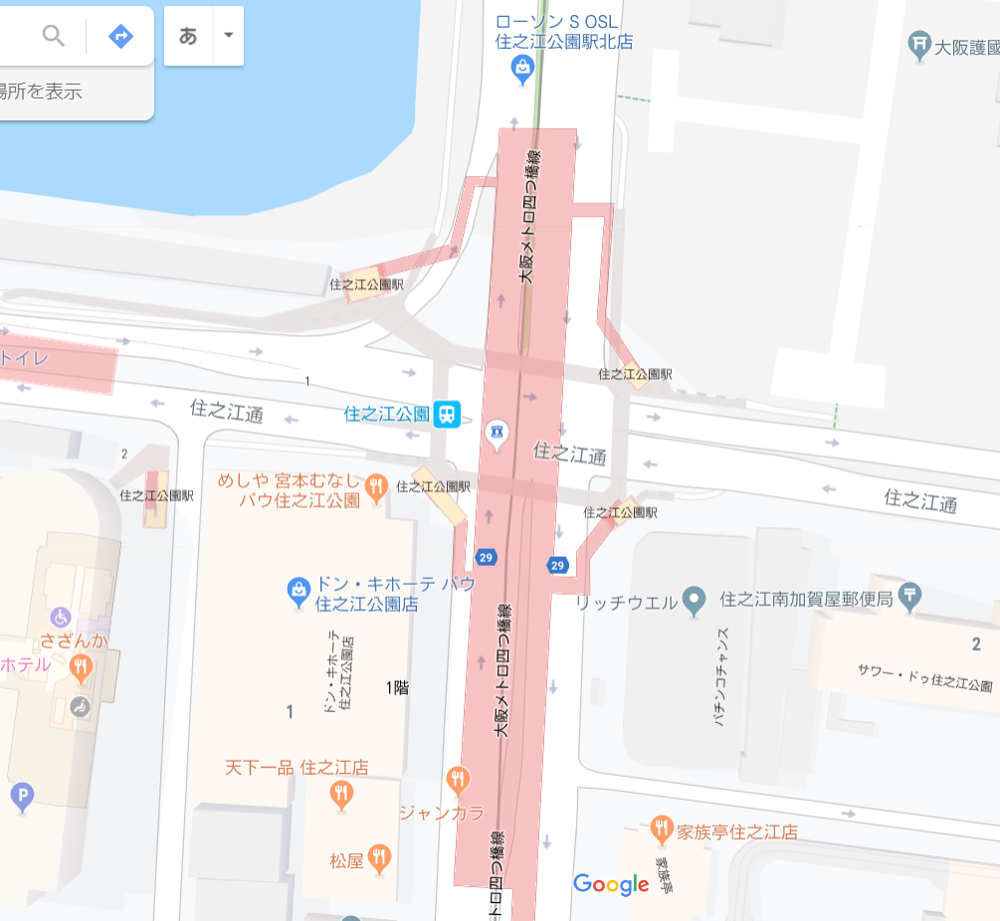 あ
場所を表示
ローソン S OSL
住之江公園駅北店
大阪護國
大阪メトロ四つ橋線
住之江公園駅
トイレ
住之江公園駅
1
住之江通
住之江公園
住之江通
2
住之江公園駅
めしや 宮本むなし
パウ住之江公園
住之江公園駅
住之江通
住之江公園駅
29
29
ドン・キホーテ パウ
住之江公園店
リッチウエル
住之江南加賀屋郵便局
さざんか
ホテル
ドン・キホーテ
住之江公園店
大阪メトロ四つ橋線
パチンコチャンス
2
サワー・ドゥ住之江公園
1階
1
天下一品 住之江店
P
ジャンカラ
松屋
家族亭住之江店
家族亭
トロ四つ橋線
Google